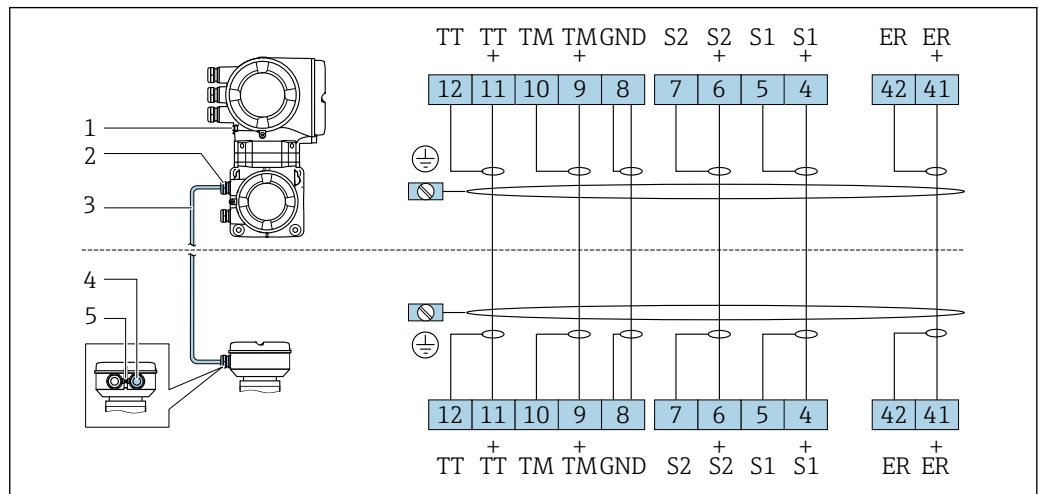 TT TT TM TM GND S2 S2 S1 S1 ER ER
+ + + + +
12 11 10 9 8 7 6 5 4 42 41
1
2
3
4
5
12 11 10 9 8 7 6 5 4 42 41
+ + + + +
TT TT TM TM GND S2 S2 S1 S1 ER ER